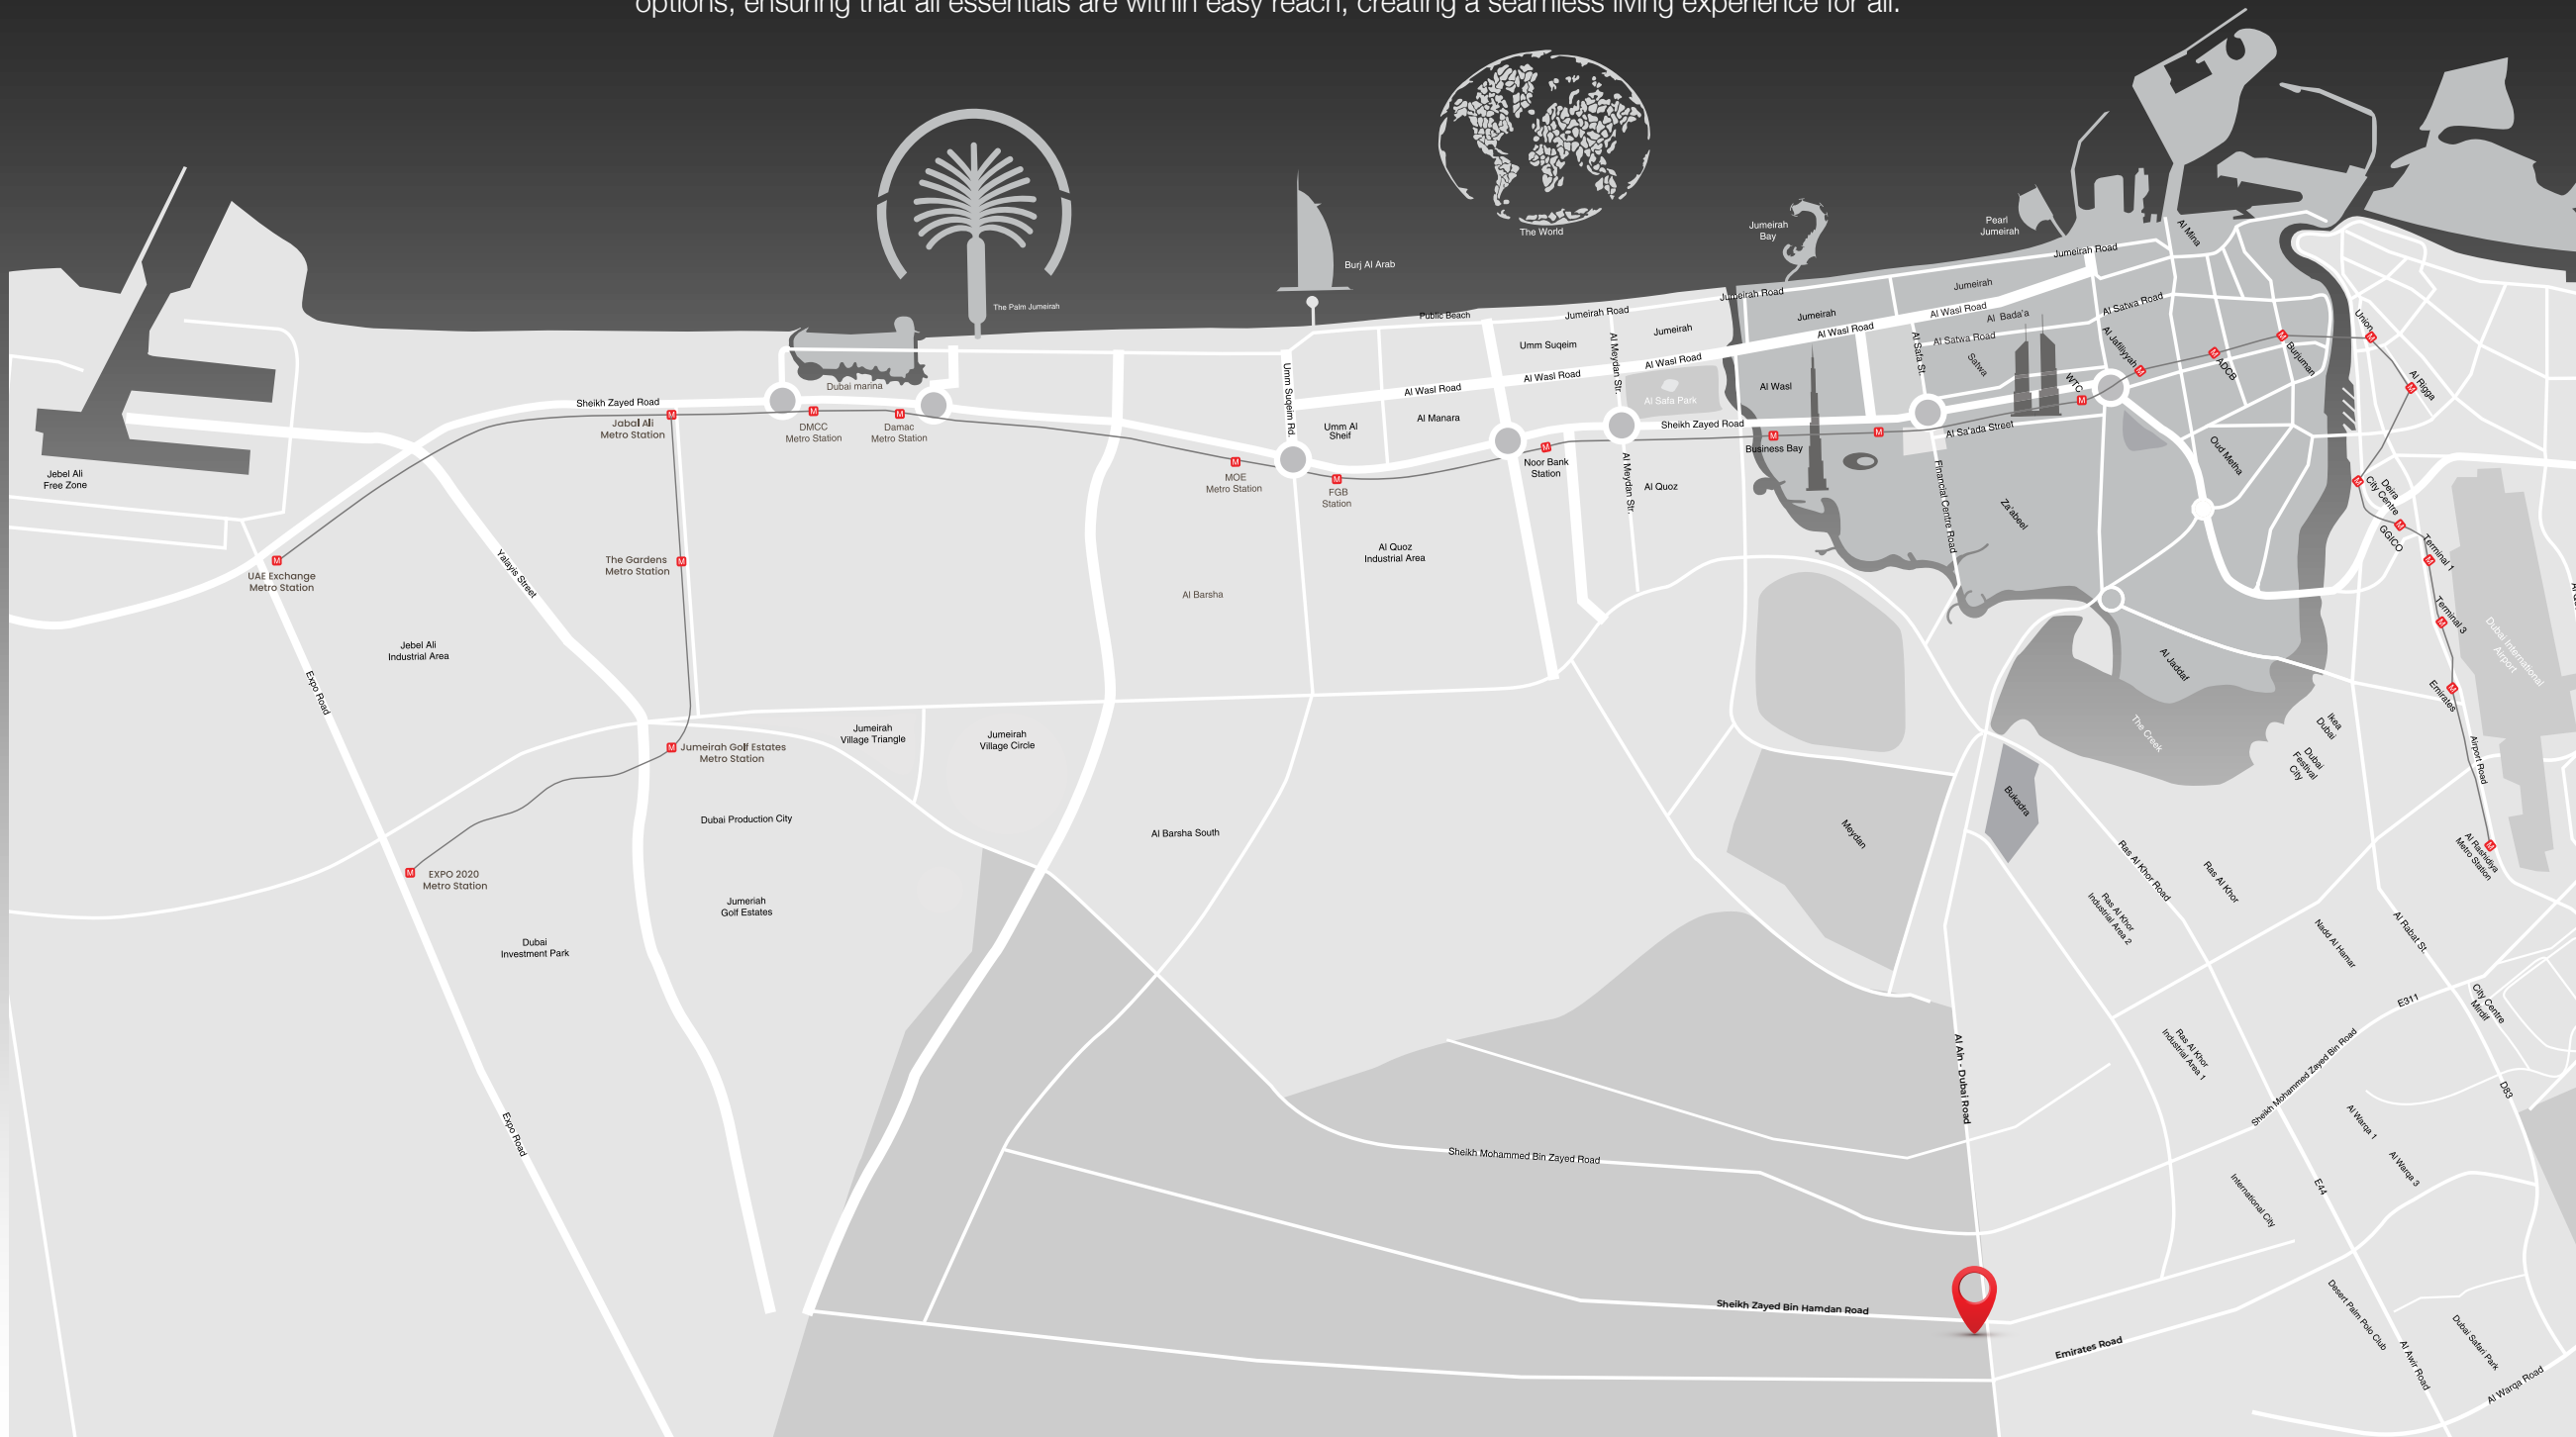 options, ensuring that all essentials are within easy reach, creating a seamless living experience for all.
The World
The Palm Jumeirah
Burj Al Arab
Jumeirah
Bay
Pearl
Jumeirah
Al Mina
Jumeirah Road
Jumeirah
Jumeirah Road
Jumeirah Road
Public Beach
Jumeirah
Jumeirah
Umm Suqeim
Al Wasl Road
Al Wasl Road
Al Wasl Road
Al Wasl Road
Al Wasl Road
Al Bada'a
Al Satwa Road
Al Satwa Road
Satwa
Al Safa St.
Al Jafiliyyah
WTC
ADCB
Burjuman
Union
Al Rigga
Al Meydan Str.
Al Meydan Str.
Al Safa Park
Al Wasl
Umm Suqeim Rd.
Al Manara
Umm Al
Sheif
Sheikh Zayed Road
Al Sa'ada Street
Business Bay
Dubai marina
Sheikh Zayed Road
Jabal Ali
Metro Station
DMCC
Metro Station
Damac
Metro Station
MOE
Metro Station
FGB
Station
Noor Bank
Station
Al Quoz
Al Quoz
Industrial Area
Financial Centre Road
Za'abeel
Oud Metha
Deira
City Centre
GGICO
Terminal 1
Terminal 3
Emirates
Airport Road
Dubai International
Airport
Al Rashidiya
Metro Station
Jebel Ali
Free Zone
UAE Exchange
Metro Station
Yalayis Street
The Gardens
Metro Station
Al Barsha
Jebel Ali
Industrial Area
Expo Road
Jumeirah Golf Estates
Metro Station
Jumeirah
Village Triangle
Jumeirah
Village Circle
Dubai Production City
Al Barsha South
EXPO 2020
Metro Station
Jumeriah
Golf Estates
Dubai
Investment Park
Expo Road
Al Jaddaf
The Creek
Ikea
Dubai
Dubai
Festival
City
Bukadra
Meydan
Ras Al Khor Road
Ras Al Khor
Ras Al Khor
Industrial Area 2
Nadd Al Hamar
Al Rabat St.
City Centre
Mirdif
E311
Ras Al Khor
Industrial Area 1
Sheikh Mohammed Zayed Bin Road
D83
Al Warqa 1
Al Warqa 3
E44
International City
Al Ain - Dubai Road
Sheikh Mohammed Bin Zayed Road
Sheikh Zayed Bin Hamdan Road
Emirates Road
Desert Palm Polo Club
Al Awir Road
Dubai Safari Park
Al Warqa Road